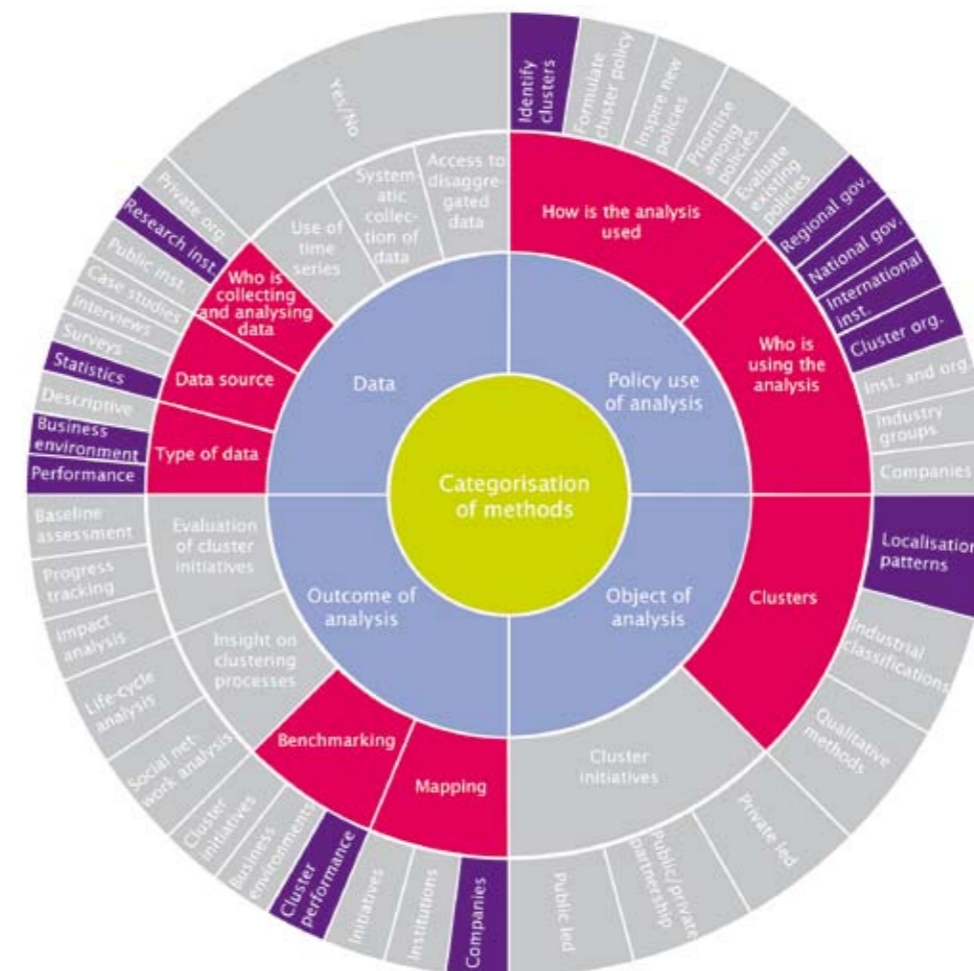 Categorisation
of methods
Policy use
of analysis
How is the analysis
used
Identify
clusters
Formulate
cluster policy
Inspire new
policies
Prioritise
among
policies
Evaluate
existing
policies
Who is
using the
analysis
Regional gov.
National gov.
International
inst.
Cluster org.
Inst. and org.
Industry
groups
Companies
Object of
analysis
Clusters
Localisation
patterns
Industrial
classifications
Qualitative
methods
Cluster
initiatives
Private led
Public/private
partnership
Public led
Outcome of
analysis
Mapping
Companies
Institutions
Initiatives
Benchmarking
Cluster
performance
Business
environments
Cluster
initiatives
Insight on
clustering
processes
Social net
work analysis
Life-cycle
analysis
Evaluation
of cluster
initiatives
Impact
analysis
Progress
tracking
Baseline
assessment
Data
Type of data
Performance
Business
environment
Descriptive
Data source
Statistics
Surveys
Interviews
Case studies
Who is
collecting
and analysing
data
Public inst.
Research inst.
Private org.
Use of
time
series
System-
atic collec-
tion of
data
Access to
disaggre-
gated
data
Yes/No